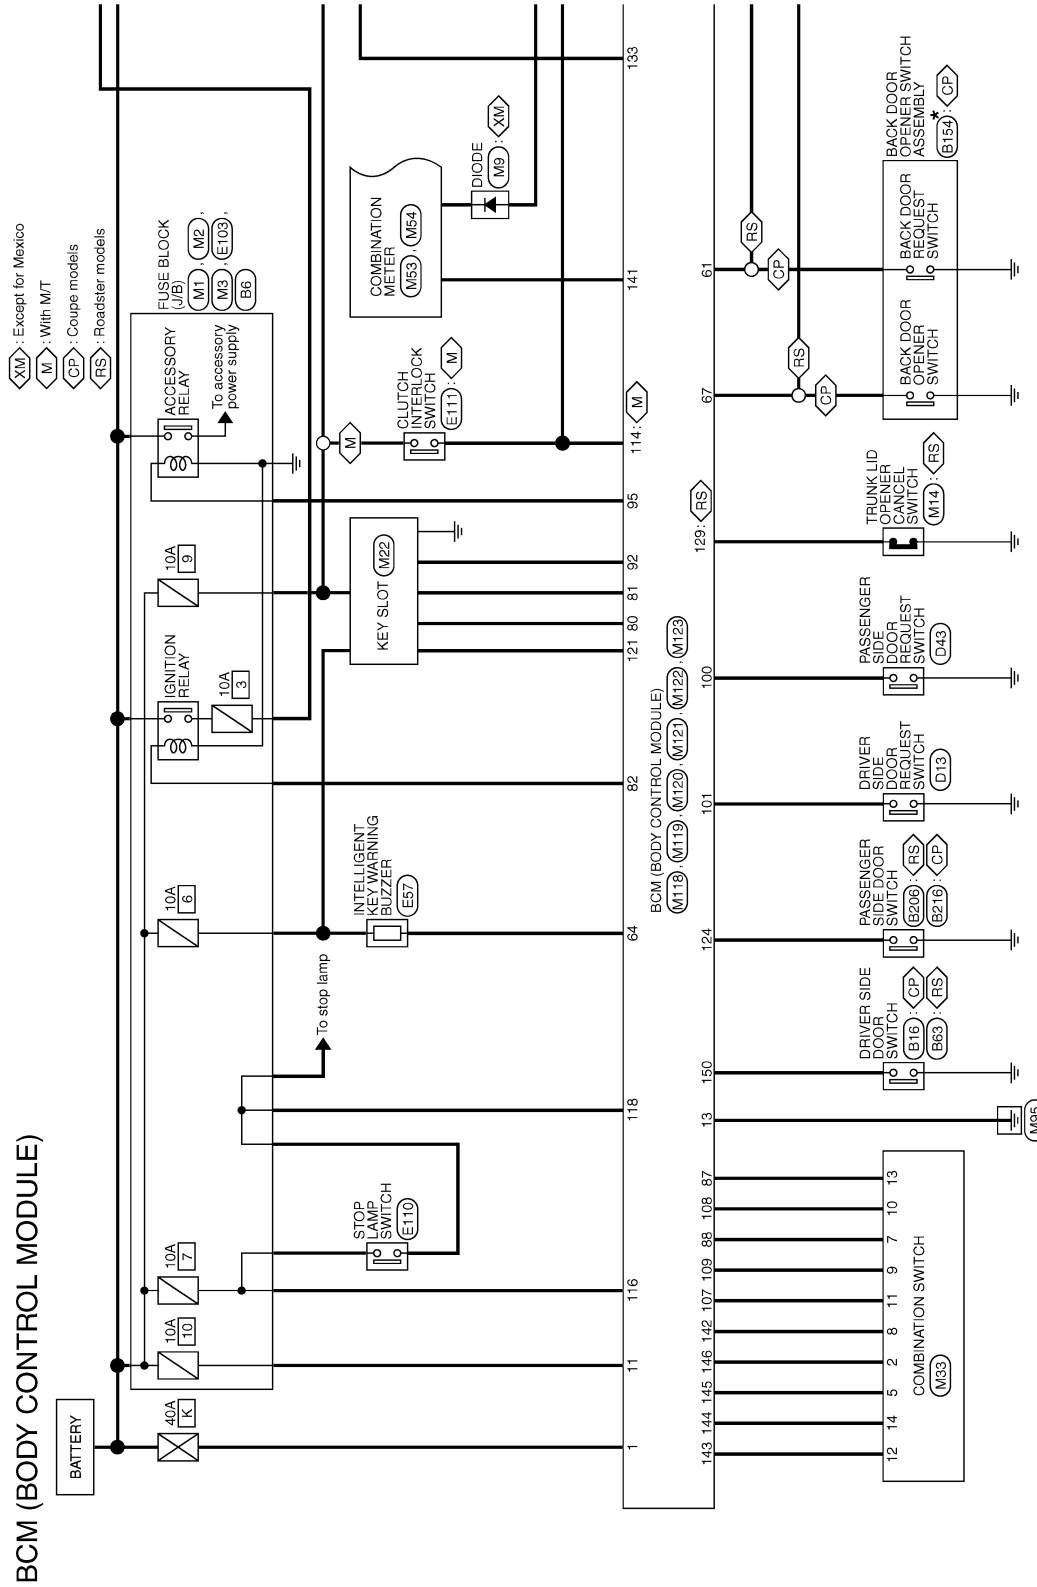 BCM (BODY CONTROL MODULE)
XM : Except for Mexico
M : With M/T
CP : Coupe models
RS : Roadster models
BATTERY
40A
K
10A
10
10A
7
10A
6
10A
3
10A
9
IGNITION
RELAY
ACCESSORY
RELAY
To accessory
power supply
FUSE BLOCK
(J/B)
M1 , M2 ,
M3 , E103 ,
B6
STOP
LAMP
SWITCH
E110
To stop lamp
INTELLIGENT
KEY WARNING
BUZZER
E57
KEY SLOT M22
M
CLUTCH
INTERLOCK
SWITCH
E111 : M
COMBINATION
METER
M53 , M54
DIODE
M9 : XM
1
11
116
118
64
82
121
80
81
92
95
114 : M
141
133
BCM (BODY CONTROL MODULE)
M118 , M119 , M120 , M121 , M122 , M123
143
144
145
146
142
107
109
88
108
87
13
150
124
101
100
129 : RS
67
61
12
14
5
2
8
11
9
7
10
13
COMBINATION SWITCH
M33
M95
DRIVER SIDE
DOOR
SWITCH
B16 : CP
B63 : RS
PASSENGER
SIDE DOOR
SWITCH
B206 : RS
B216 : CP
DRIVER
SIDE
DOOR
REQUEST
SWITCH
D13
PASSENGER
SIDE
DOOR
REQUEST
SWITCH
D43
TRUNK LID
OPENER
CANCEL
SWITCH
M14 : RS
RS
CP
RS
CP
BACK DOOR
OPENER
SWITCH
BACK DOOR
REQUEST
SWITCH
BACK DOOR
OPENER SWITCH
ASSEMBLY
B154 * : CP